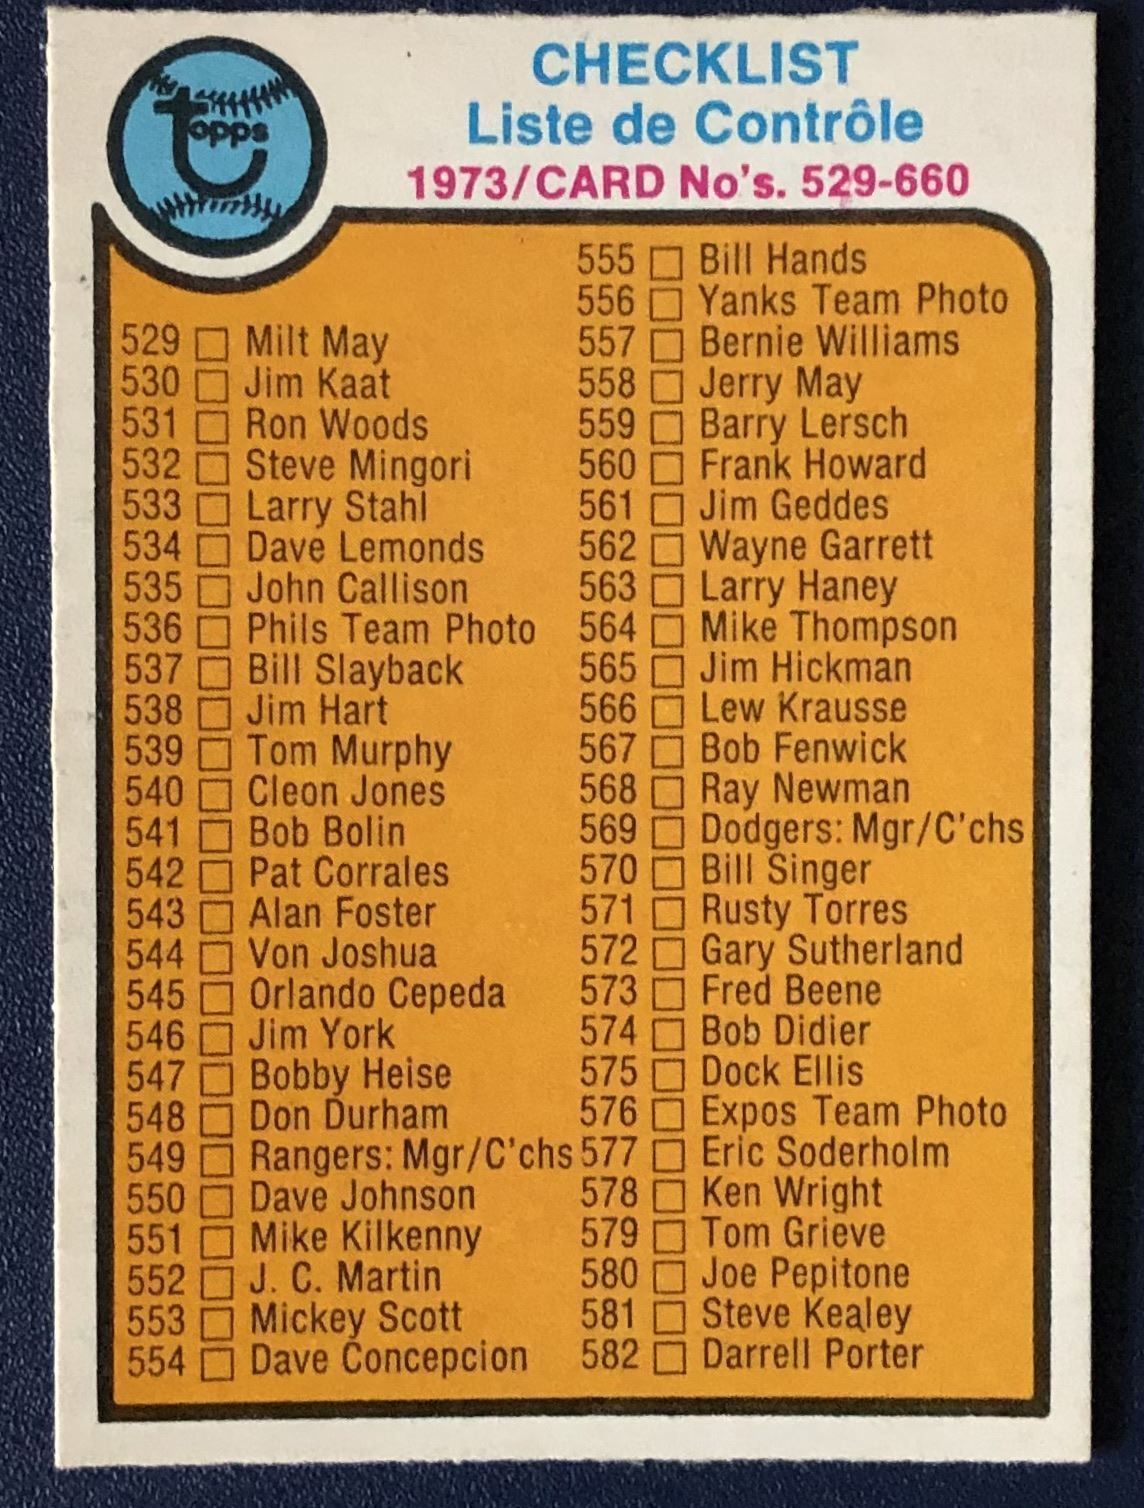 topps
CHECKLIST
Liste de Contrôle
1973/CARD No's. 529-660
529 □ Milt May
530 □ Jim Kaat
531 □ Ron Woods
532 □ Steve Mingori
533 □ Larry Stahl
534 □ Dave Lemonds
535 □ John Callison
536 □ Phils Team Photo
537 □ Bill Slayback
538 □ Jim Hart
539 □ Tom Murphy
540 □ Cleon Jones
541 □ Bob Bolin
542 □ Pat Corrales
543 □ Alan Foster
544 □ Von Joshua
545 □ Orlando Cepeda
546 □ Jim York
547 □ Bobby Heise
548 □ Don Durham
549 □ Rangers: Mgr/C'chs
550 □ Dave Johnson
551 □ Mike Kilkenny
552 □ J. C. Martin
553 □ Mickey Scott
554 □ Dave Concepcion
555 □ Bill Hands
556 □ Yanks Team Photo
557 □ Bernie Williams
558 □ Jerry May
559 □ Barry Lersch
560 □ Frank Howard
561 □ Jim Geddes
562 □ Wayne Garrett
563 □ Larry Haney
564 □ Mike Thompson
565 □ Jim Hickman
566 □ Lew Krausse
567 □ Bob Fenwick
568 □ Ray Newman
569 □ Dodgers: Mgr/C'chs
570 □ Bill Singer
571 □ Rusty Torres
572 □ Gary Sutherland
573 □ Fred Beene
574 □ Bob Didier
575 □ Dock Ellis
576 □ Expos Team Photo
577 □ Eric Soderholm
578 □ Ken Wright
579 □ Tom Grieve
580 □ Joe Pepitone
581 □ Steve Kealey
582 □ Darrell Porter